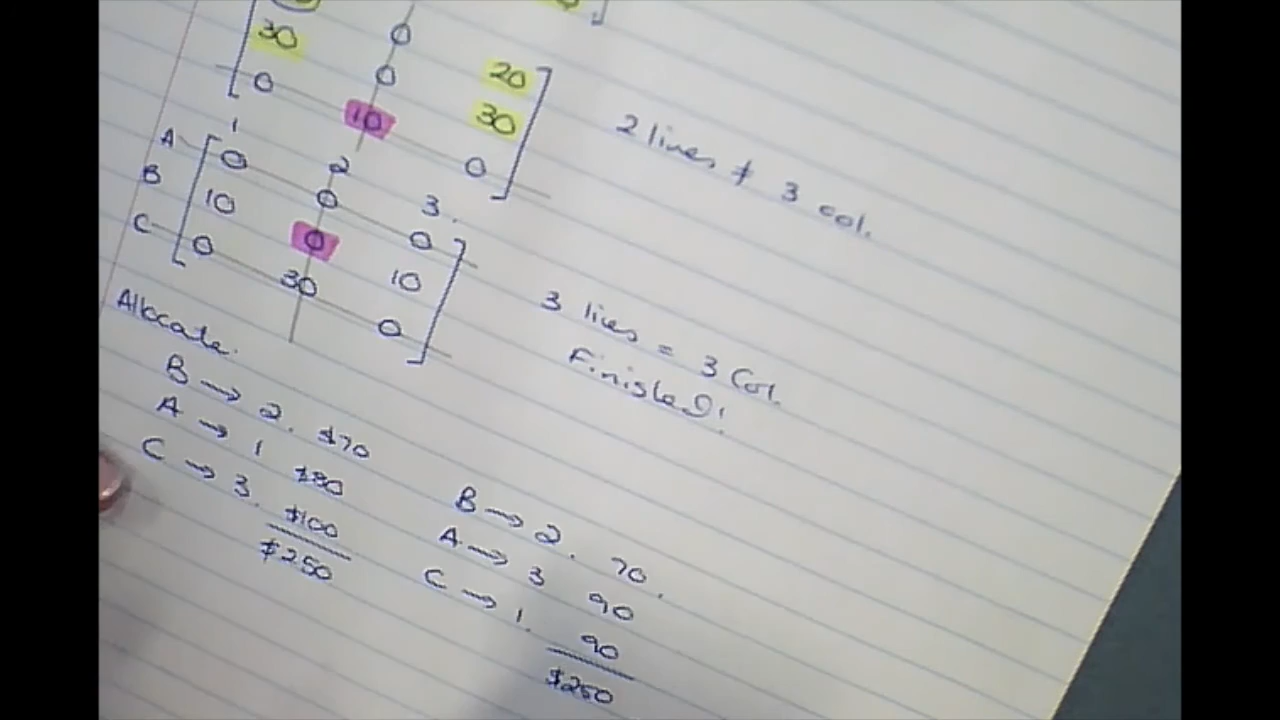 0 20
30 0 30
0 10 0
2 lines ≠ 3 col.
1 2 3.
A 0 0 0
B 10 0 10
C 0 30 0
3 lines = 3 Col.
Finished!
Allocate.
B → 2. $70
A → 1 $80
C → 3. $100
$250
B → 2. 70.
A → 3 90
C → 1. 90
$250